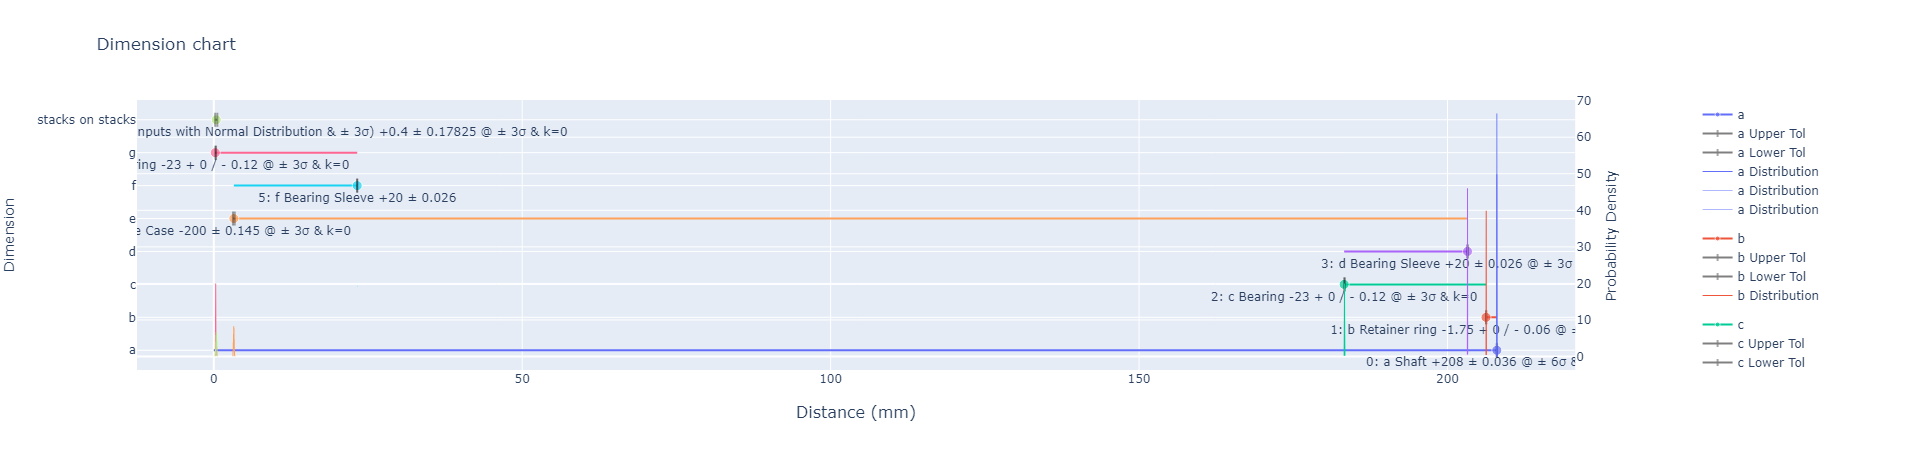 Dimension chart
stacks on stacks
nputs with Normal Distribution & ± 3σ) +0.4 ± 0.17825 @ ± 3σ & k=0
g
ring -23 + 0 / - 0.12 @ ± 3σ & k=0
f
5: f Bearing Sleeve +20 ± 0.026
e
e Case -200 ± 0.145 @ ± 3σ & k=0
d
3: d Bearing Sleeve +20 ± 0.026 @ ± 3σ
c
2: c Bearing -23 + 0 / - 0.12 @ ± 3σ & k=0
b
1: b Retainer ring -1.75 + 0 / - 0.06 @ ±
a
0: a Shaft +208 ± 0.036 @ ± 6σ &
Dimension
0
50
100
150
200
Distance (mm)
70
60
50
40
30
20
10
0
Probability Density
a
a Upper Tol
a Lower Tol
a Distribution
a Distribution
a Distribution
b
b Upper Tol
b Lower Tol
b Distribution
c
c Upper Tol
c Lower Tol